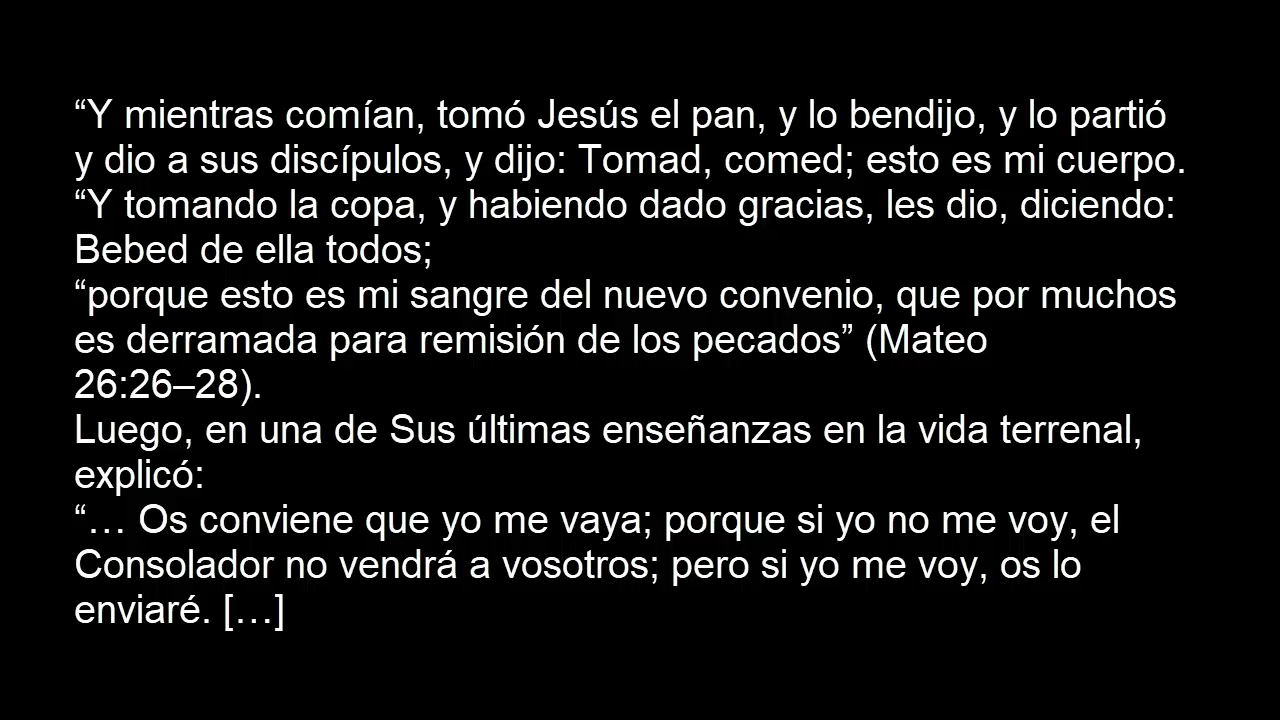 “Y mientras comían, tomó Jesús el pan, y lo bendijo, y lo partió
y dio a sus discípulos, y dijo: Tomad, comed; esto es mi cuerpo.
“Y tomando la copa, y habiendo dado gracias, les dio, diciendo:
Bebed de ella todos;
“porque esto es mi sangre del nuevo convenio, que por muchos
es derramada para remisión de los pecados” (Mateo
26:26–28).
Luego, en una de Sus últimas enseñanzas en la vida terrenal,
explicó:
“… Os conviene que yo me vaya; porque si yo no me voy, el
Consolador no vendrá a vosotros; pero si yo me voy, os lo
enviaré. […]